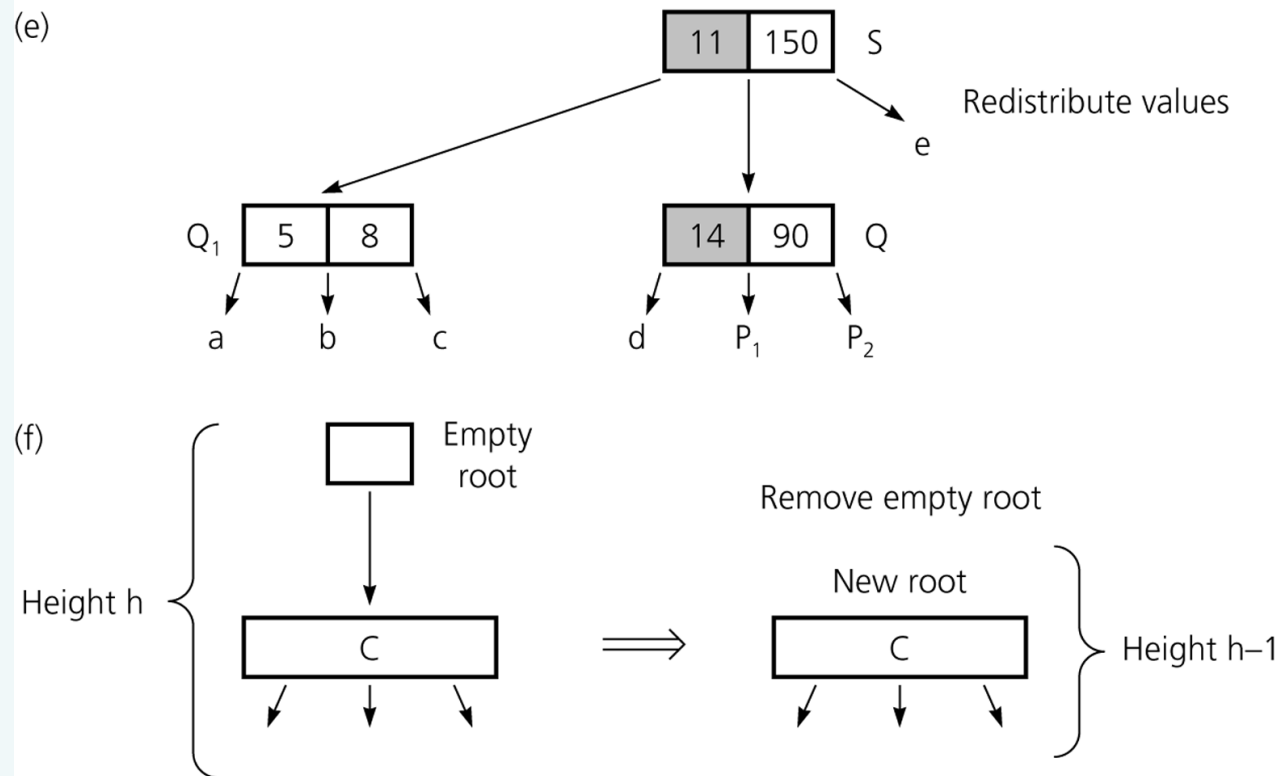 (e)
11 150 S
Redistribute values
e
Q₁ 5 8
14 90 Q
a b c
d P₁ P₂
(f)
Empty
root
Remove empty root
New root
Height h
C
C
Height h–1